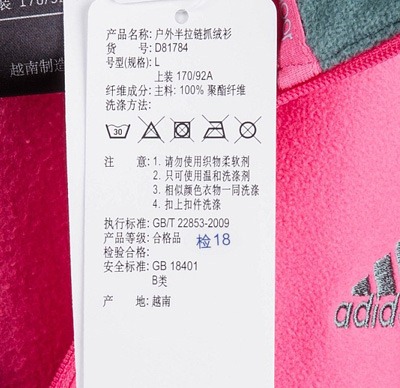 装 170/92
越南制造
产品名称: 户外半拉链抓绒衫
货 号: D81784
型号(规格): L
上装 170/92A
纤维成分: 主料: 100% 聚酯纤维
洗涤方法:
30
注 意: 1. 请勿使用织物柔软剂
2. 只可使用温和洗涤剂
3. 相似颜色衣物一同洗涤
4. 扣上扣件洗涤
执行标准: GB/T 22853-2009
产品等级: 合格品
检验合格: 检18
安全标准: GB 18401
B类
产 地: 越南
adid